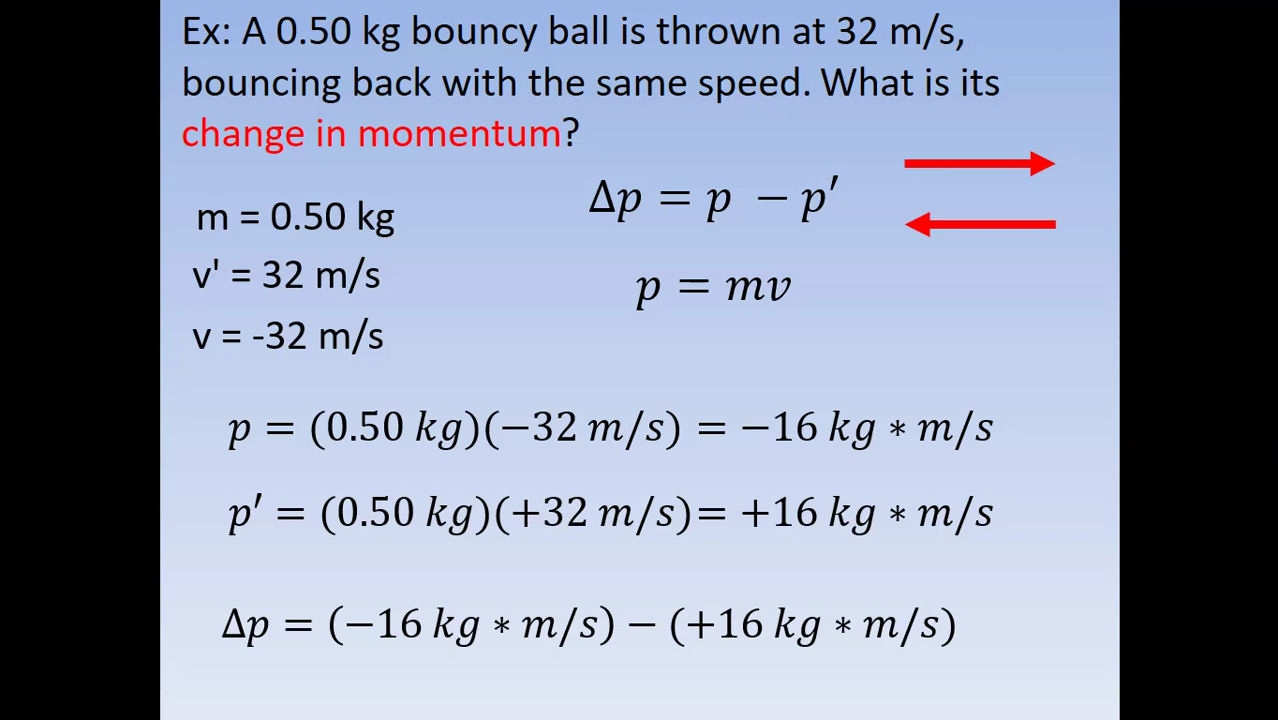 Ex: A 0.50 kg bouncy ball is thrown at 32 m/s,
bouncing back with the same speed. What is its
change in momentum?
Δp = p − p′
m = 0.50 kg
v' = 32 m/s
p = mv
v = -32 m/s
p = (0.50 kg)(−32 m/s) = −16 kg ∗ m/s
p′ = (0.50 kg)(+32 m/s)= +16 kg ∗ m/s
Δp = (−16 kg ∗ m/s) − (+16 kg ∗ m/s)